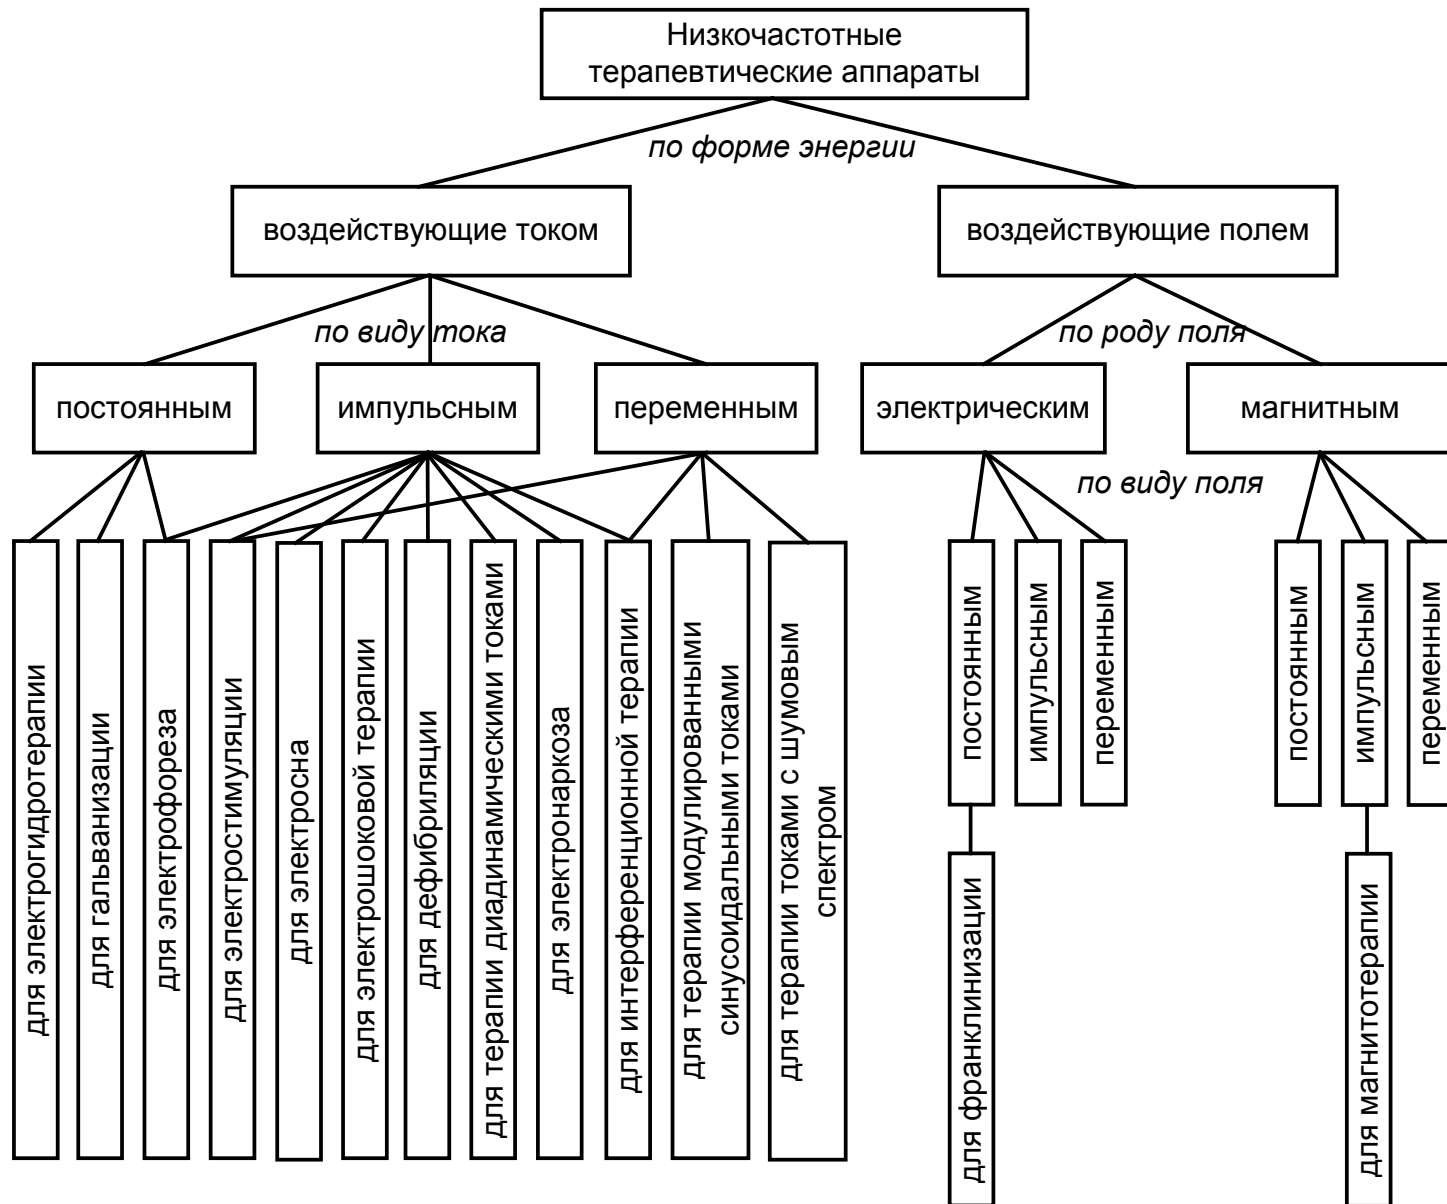 Низкочастотные
терапевтические аппараты
по форме энергии
воздействующие током
воздействующие полем
по виду тока
по роду поля
постоянным
импульсным
переменным
электрическим
магнитным
по виду поля
для электрогидротерапии
для гальванизации
для электрофореза
для электростимуляции
для электросна
для электрошоковой терапии
для дефибриляции
для терапии диадинамическими токами
для электронаркоза
для интерференционной терапии
для терапии модулированными
синусоидальными токами
для терапии токами с шумовым
спектром
постоянным
импульсным
переменным
постоянным
импульсным
переменным
для франклинизации
для магнитотерапии